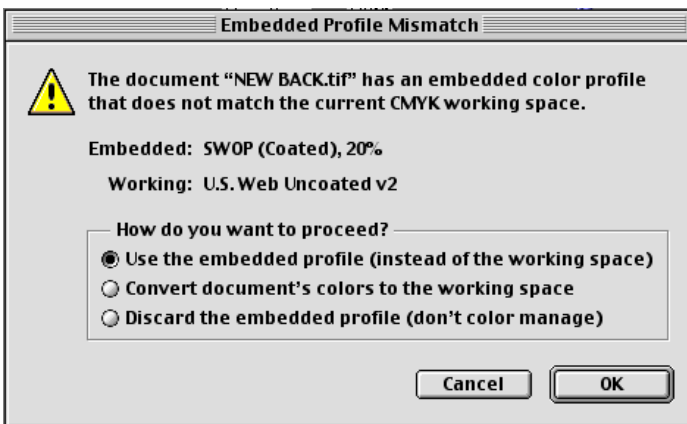 Embedded Profile Mismatch
The document “NEW BACK.tif” has an embedded color profile
that does not match the current CMYK working space.
Embedded: SWOP (Coated), 20%
Working: U.S. Web Uncoated v2
How do you want to proceed?
Use the embedded profile (instead of the working space)
Convert document's colors to the working space
Discard the embedded profile (don't color manage)
Cancel OK